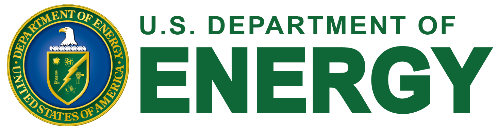 DEPARTMENT OF ENERGY
UNITED STATES OF AMERICA
U.S. DEPARTMENT OF
ENERGY